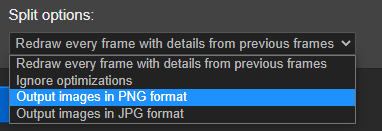 Split options:
Redraw every frame with details from previous frames
Redraw every frame with details from previous frames
Ignore optimizations
Output images in PNG format
Output images in JPG format